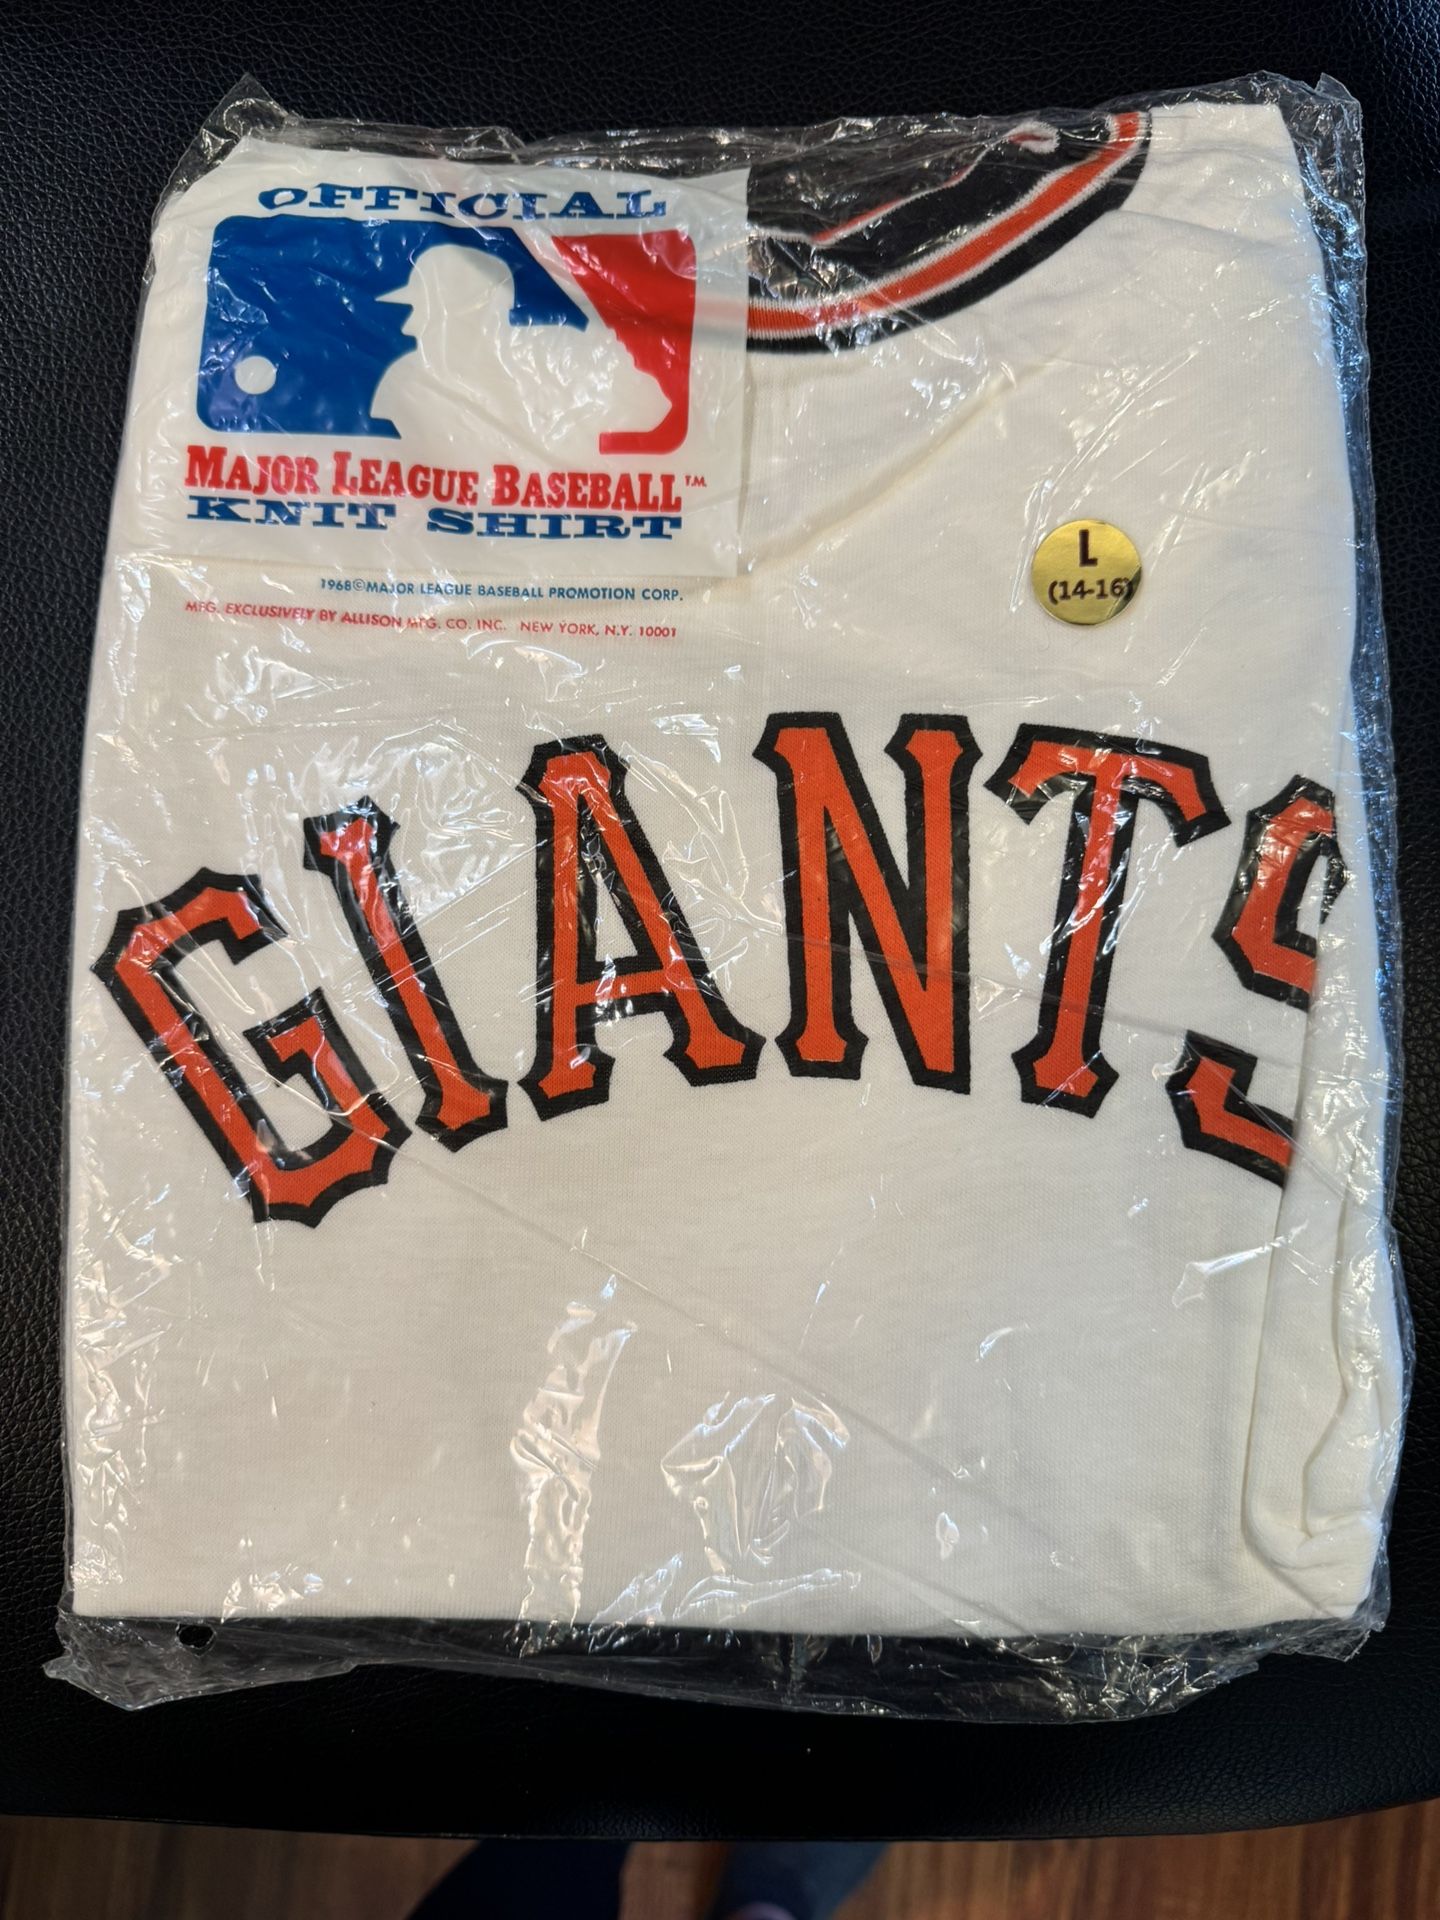 OFFICIAL
MAJOR LEAGUE BASEBALL T.M.
KNIT SHIRT
1968©MAJOR LEAGUE BASEBALL PROMOTION CORP.
MFG. EXCLUSIVELY BY ALLISON MFG. CO. INC. NEW YORK, N.Y. 10001
L
(14-16)
GIANTS